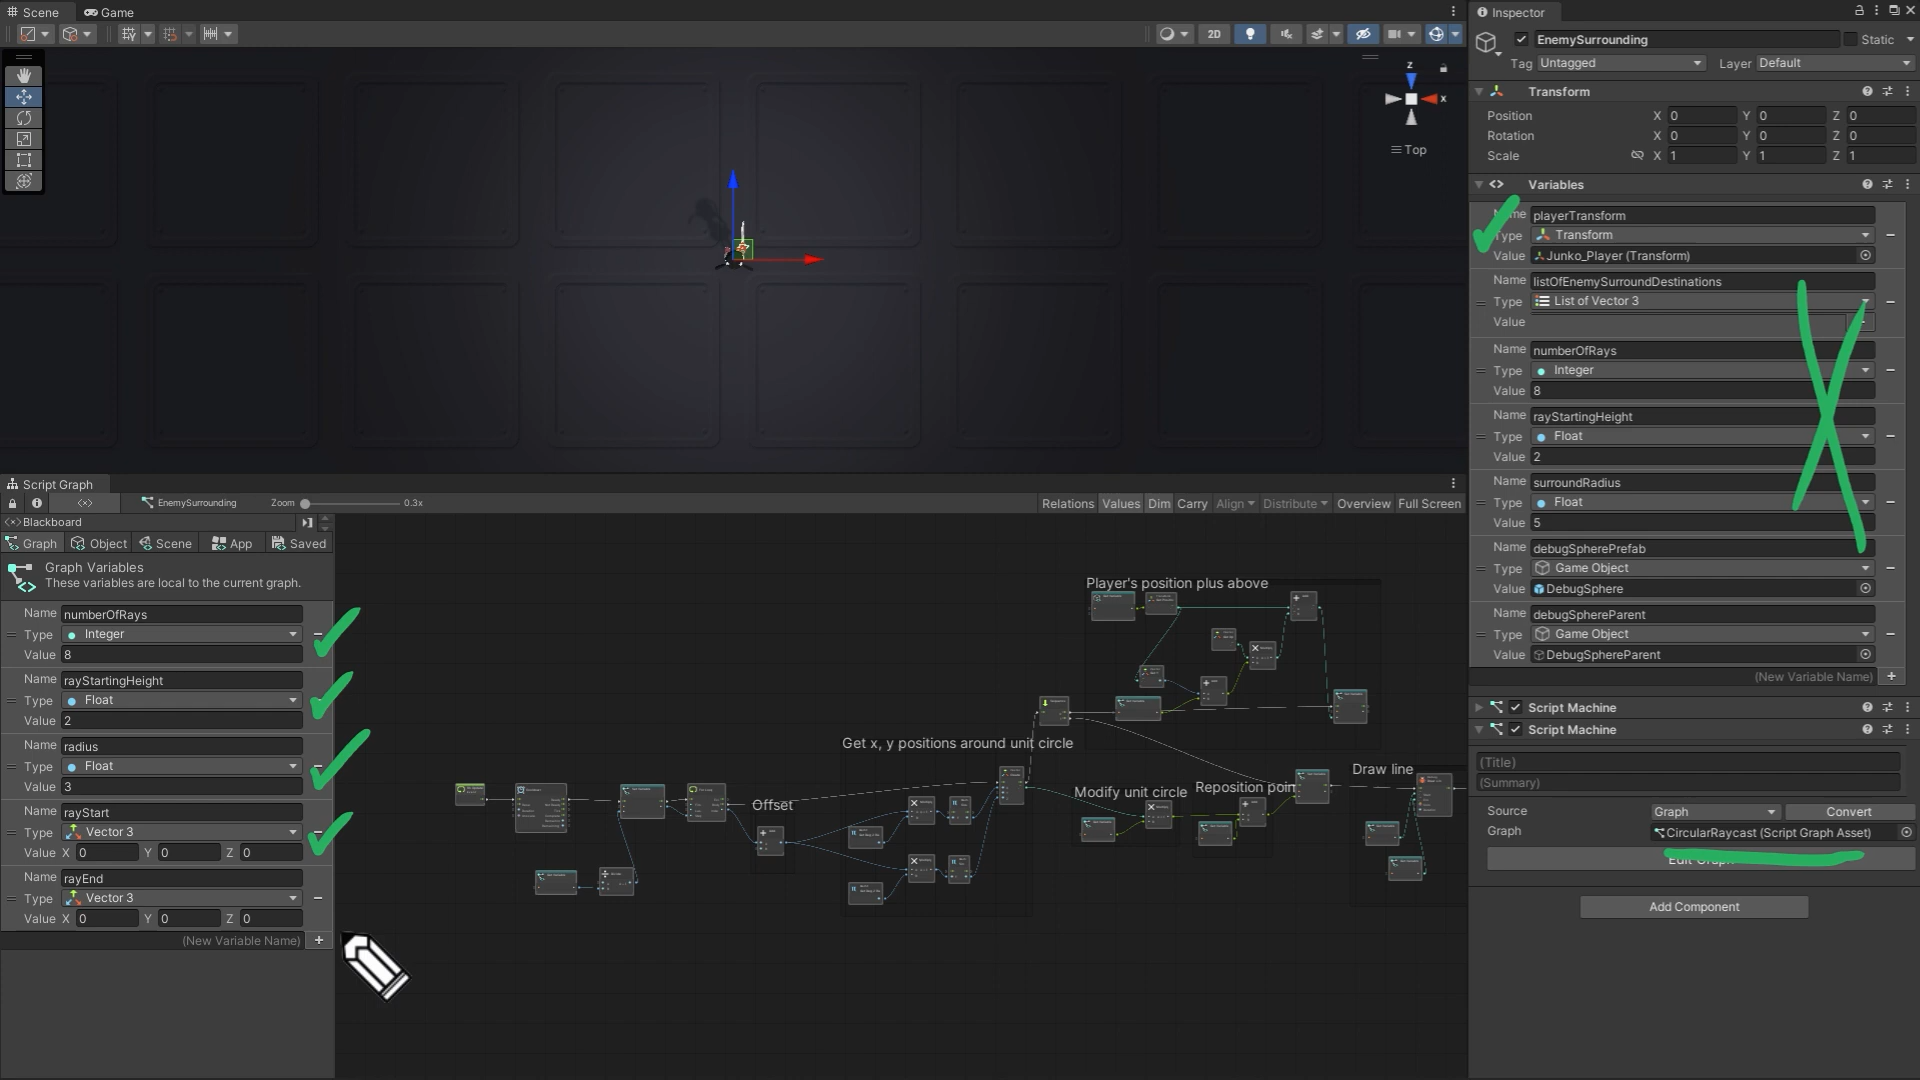 Scene
Game
2D
z
x
Top
Script Graph
EnemySurrounding
Zoom
0.3x
Relations
Values
Dim
Carry
Align
Distribute
Overview
Full Screen
Blackboard
Graph
Object
Scene
App
Saved
Graph Variables
These variables are local to the current graph.
Name numberOfRays
Type Integer
Value 8
Name rayStartingHeight
Type Float
Value 2
Name radius
Type Float
Value 3
Name rayStart
Type Vector 3
Value X 0 Y 0 Z 0
Name rayEnd
Type Vector 3
Value X 0 Y 0 Z 0
(New Variable Name)
Player's position plus above
Get x, y positions around unit circle
Offset
Modify unit circle
Reposition poin
Draw line
Inspector
EnemySurrounding
Static
Tag Untagged
Layer Default
Transform
Position X 0 Y 0 Z 0
Rotation X 0 Y 0 Z 0
Scale X 1 Y 1 Z 1
Variables
Name playerTransform
Type Transform
Value Junko_Player (Transform)
Name listOfEnemySurroundDestinations
Type List of Vector 3
Value
Name numberOfRays
Type Integer
Value 8
Name rayStartingHeight
Type Float
Value 2
Name surroundRadius
Type Float
Value 5
Name debugSpherePrefab
Type Game Object
Value DebugSphere
Name debugSphereParent
Type Game Object
Value DebugSphereParent
(New Variable Name)
Script Machine
Script Machine
(Title)
(Summary)
Source Graph Convert
Graph CircularRaycast (Script Graph Asset)
Edit Graph
Add Component